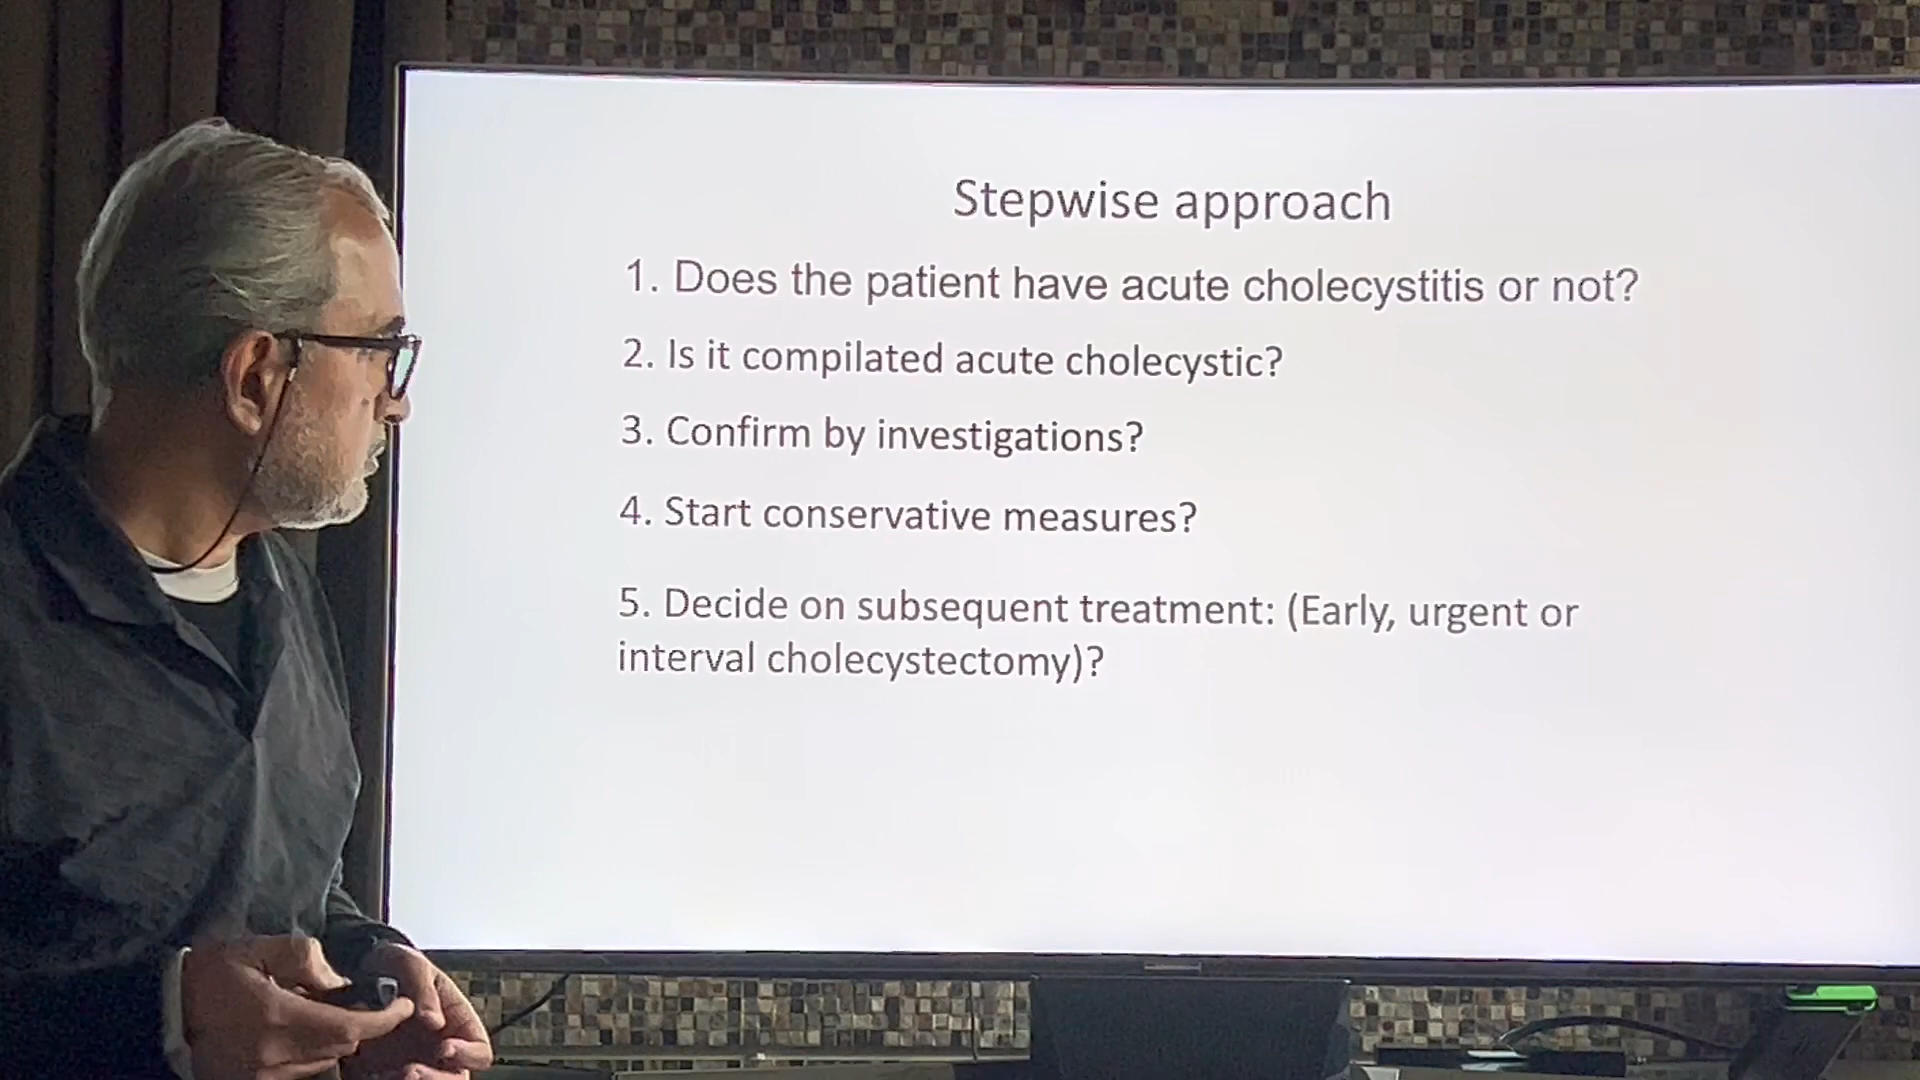 Stepwise approach
1. Does the patient have acute cholecystitis or not?
2. Is it compilated acute cholecystic?
3. Confirm by investigations?
4. Start conservative measures?
5. Decide on subsequent treatment: (Early, urgent or
interval cholecystectomy)?